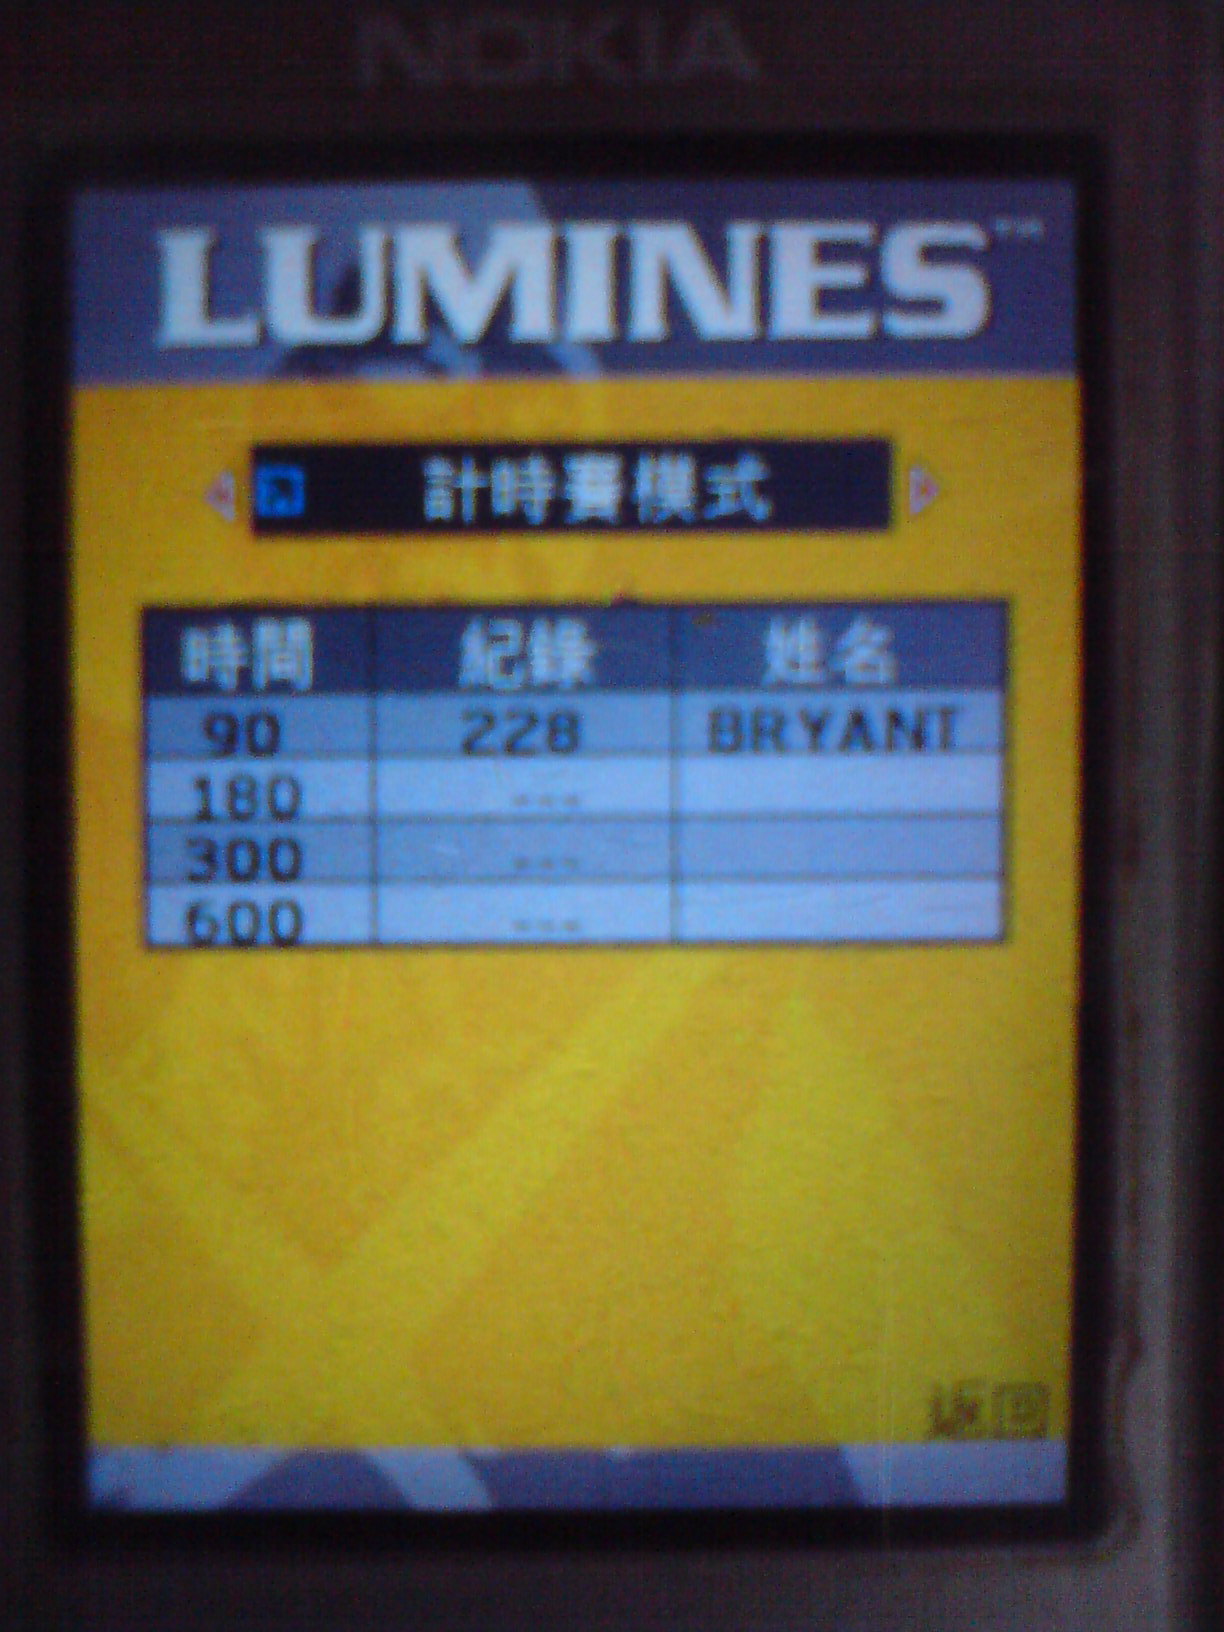 NOKIA
LUMINES™
計時賽模式
時間 紀錄 姓名
90 228 BRYANT
180 ---
300 ---
600 ---
返回